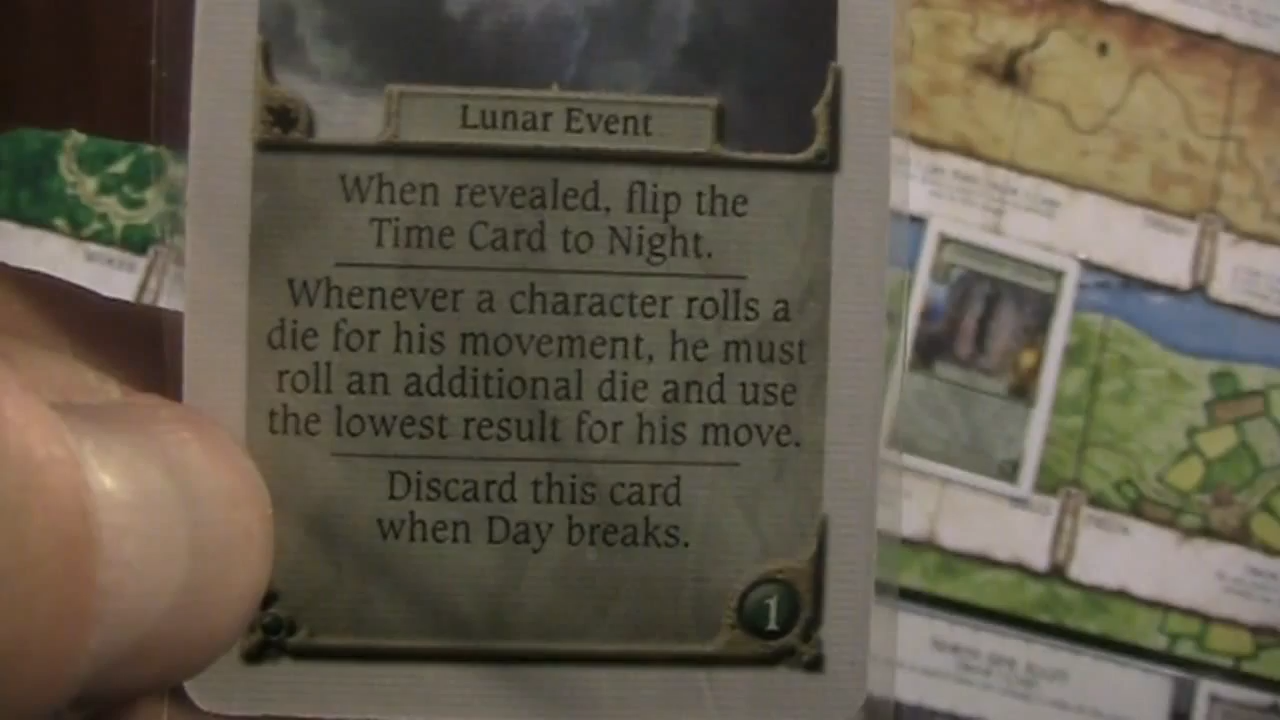 Lunar Event
When revealed, flip the
Time Card to Night.
Whenever a character rolls a
die for his movement, he must
roll an additional die and use
the lowest result for his move.
Discard this card
when Day breaks.
1